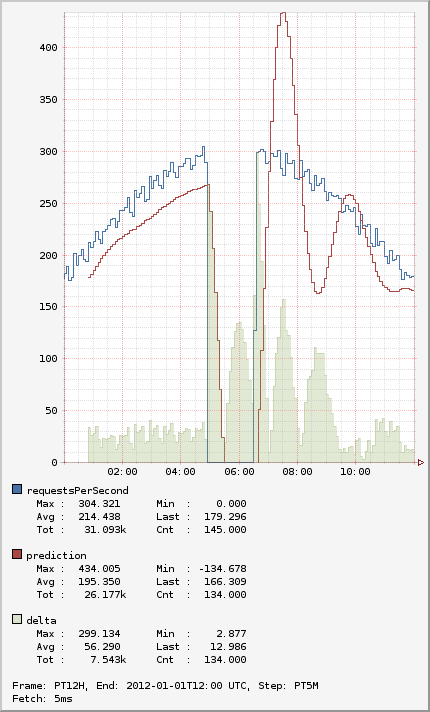 400
350
300
250
200
150
100
50
0
02:00 04:00 06:00 08:00 10:00
requestsPerSecond
Max : 304.321 Min : 0.000
Avg : 214.438 Last : 179.296
Tot : 31.093k Cnt : 145.000
prediction
Max : 434.005 Min : -134.678
Avg : 195.350 Last : 166.309
Tot : 26.177k Cnt : 134.000
delta
Max : 299.134 Min : 2.877
Avg : 56.290 Last : 12.986
Tot : 7.543k Cnt : 134.000
Frame: PT12H, End: 2012-01-01T12:00 UTC, Step: PT5M
Fetch: 5ms